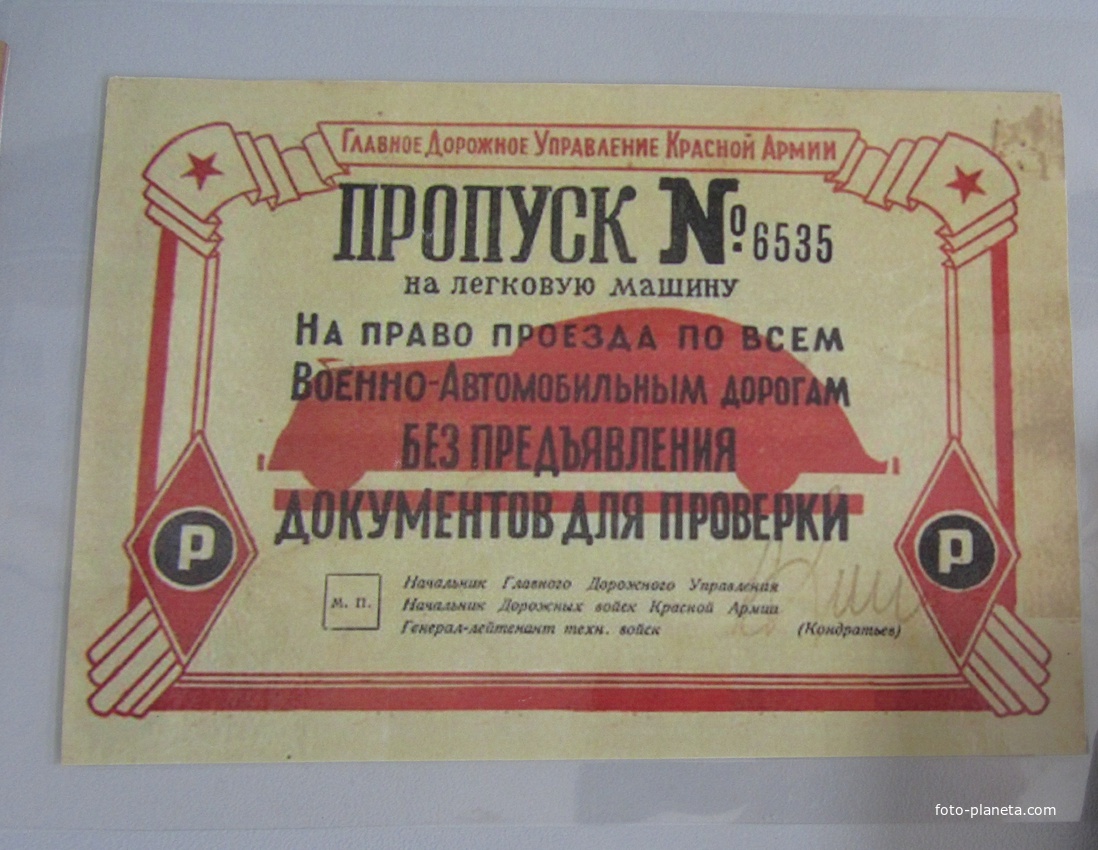 Главное Дорожное Управление Красной Армии
ПРОПУСК №6535
на легковую машину
На право проезда по всем
Военно-Автомобильным дорогам
БЕЗ ПРЕДЪЯВЛЕНИЯ
ДОКУМЕНТОВ ДЛЯ ПРОВЕРКИ
Р Р
М. П.
Начальник Главного Дорожного Управления
Начальник Дорожных войск Красной Армии
Генерал-лейтенант техн. войск (Кондратьев)
foto-planeta.com